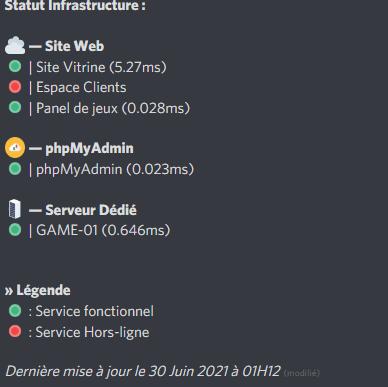 Statut Infrastructure :
— Site Web
| Site Vitrine (5.27ms)
| Espace Clients
| Panel de jeux (0.028ms)
— phpMyAdmin
| phpMyAdmin (0.023ms)
— Serveur Dédié
| GAME-01 (0.646ms)
» Légende
: Service fonctionnel
: Service Hors-ligne
Dernière mise à jour le 30 Juin 2021 à 01H12 (modifié)